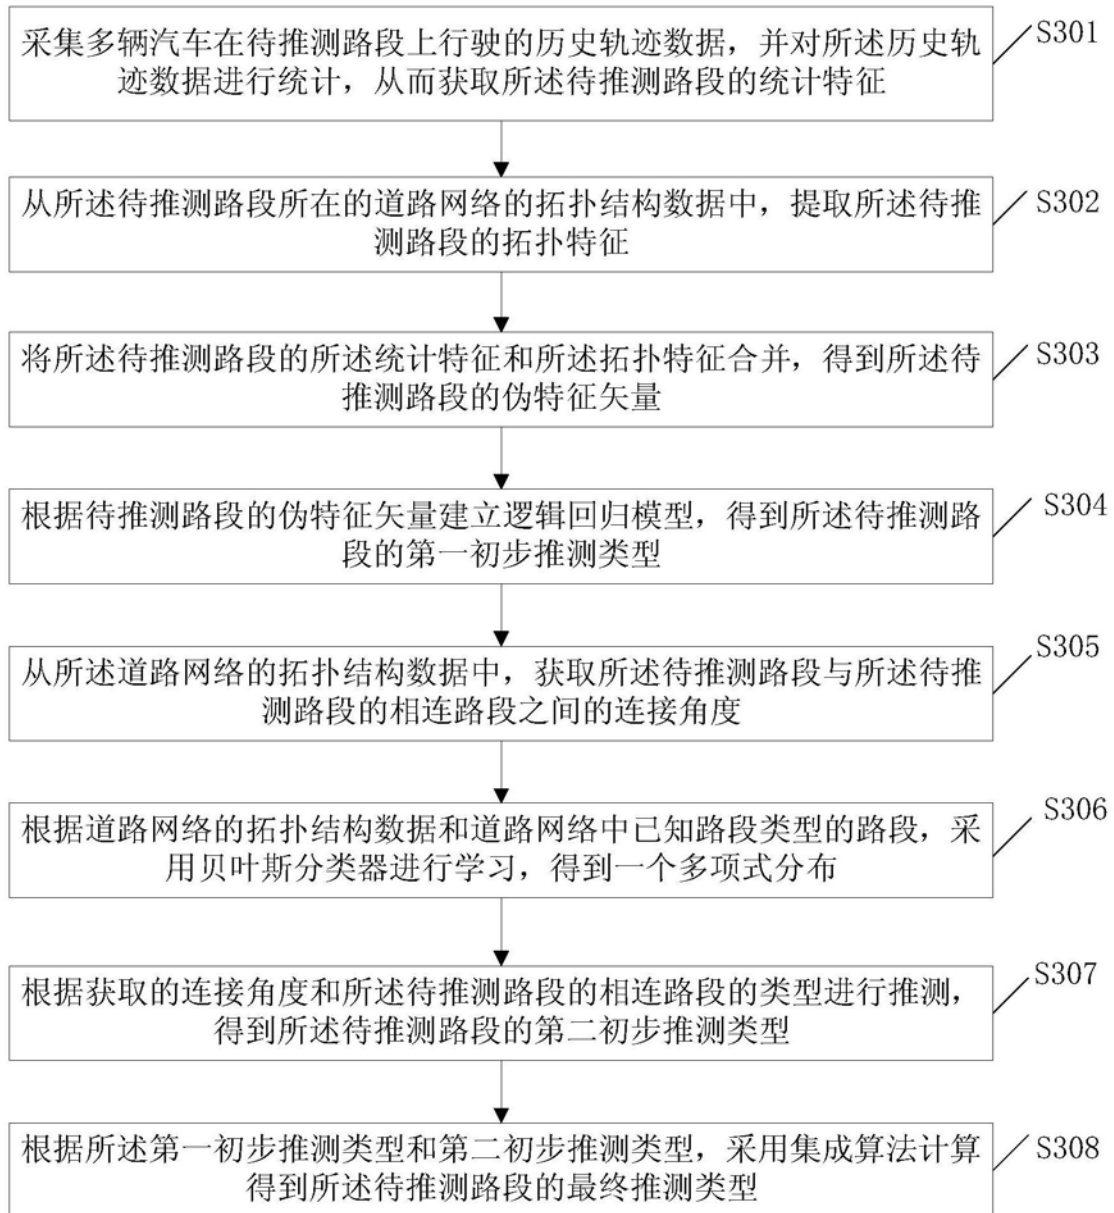 采集多辆汽车在待推测路段上行驶的历史轨迹数据，并对所述历史轨
迹数据进行统计，从而获取所述待推测路段的统计特征
S301
从所述待推测路段所在的道路网络的拓扑结构数据中，提取所述待推
测路段的拓扑特征
S302
将所述待推测路段的所述统计特征和所述拓扑特征合并，得到所述待
推测路段的伪特征矢量
S303
根据待推测路段的伪特征矢量建立逻辑回归模型，得到所述待推测路
段的第一初步推测类型
S304
从所述道路网络的拓扑结构数据中，获取所述待推测路段与所述待推
测路段的相连路段之间的连接角度
S305
根据道路网络的拓扑结构数据和道路网络中已知路段类型的路段，采
用贝叶斯分类器进行学习，得到一个多项式分布
S306
根据获取的连接角度和所述待推测路段的相连路段的类型进行推测，
得到所述待推测路段的第二初步推测类型
S307
根据所述第一初步推测类型和第二初步推测类型，采用集成算法计算
得到所述待推测路段的最终推测类型
S308